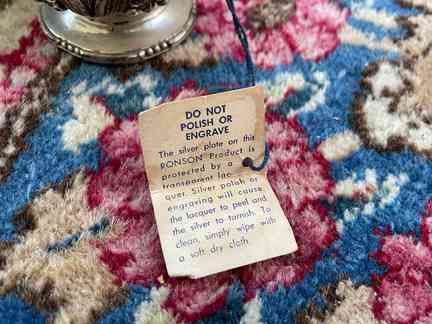 DO NOT
POLISH OR
ENGRAVE
The silver plate on this
RONSON Product is
protected by a
transparent lac-
quer. Silver polish or
engraving will cause
the lacquer to peel and
the silver to tarnish. To
clean, simply wipe with
a soft dry cloth.